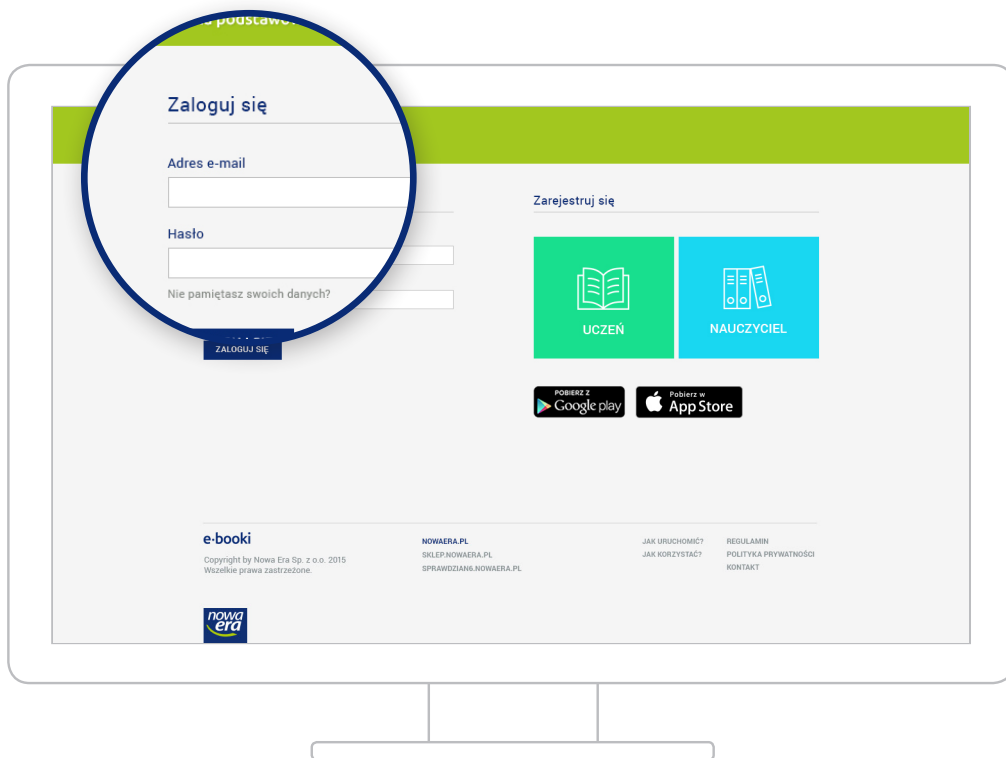 Zaloguj się
Adres e-mail
Hasło
Nie pamiętasz swoich danych?
ZALOGUJ SIĘ
Zarejestruj się
UCZEŃ
NAUCZYCIEL
POBIERZ Z
Google play
Pobierz w
App Store
e-booki
Copyright by Nowa Era Sp. z o.o. 2015
Wszelkie prawa zastrzeżone.
NOWAERA.PL
SKLEP.NOWAERA.PL
SPRAWDZIAN6.NOWAERA.PL
JAK URUCHOMIĆ?
JAK KORZYSTAĆ?
REGULAMIN
POLITYKA PRYWATNOŚCI
KONTAKT
nowa
era